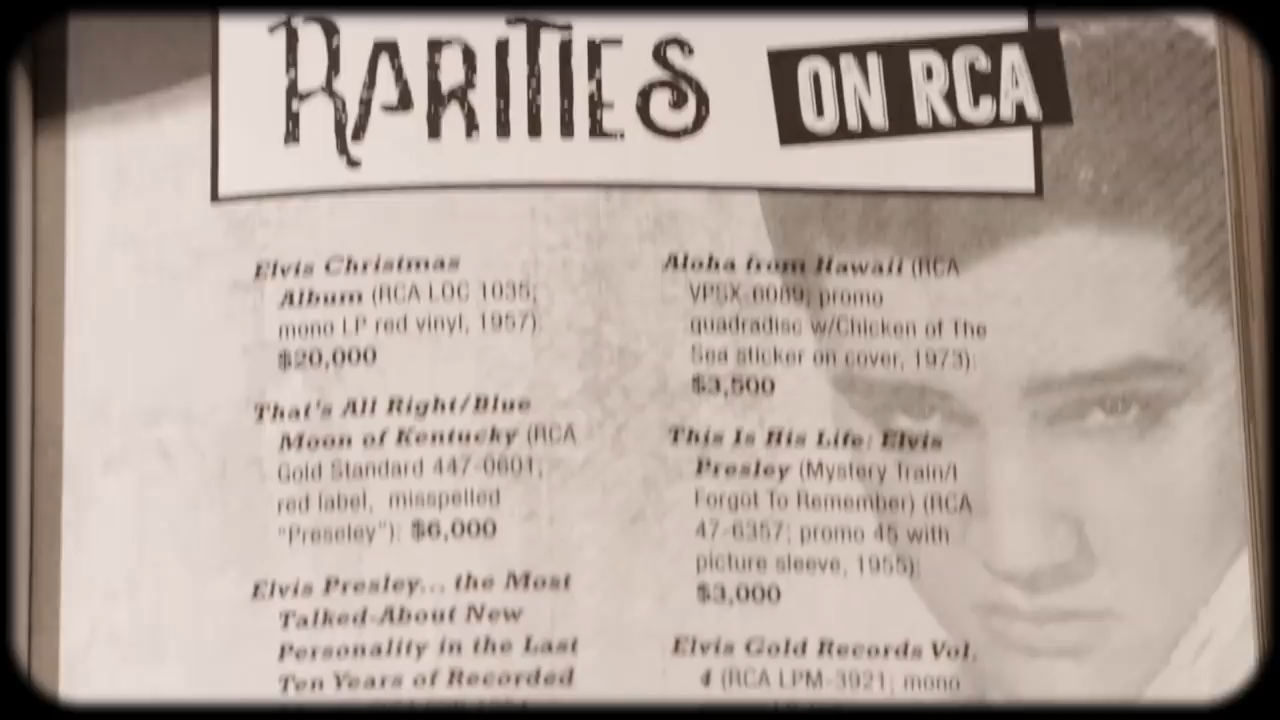 RARITIES ON RCA
Elvis Christmas
Album (RCA LOC 1035;
mono LP red vinyl, 1957):
$20,000
That's All Right/Blue
Moon of Kentucky (RCA
Gold Standard 447-0601;
red label, misspelled
"Preseley"): $6,000
Elvis Presley... the Most
Talked-About New
Personality in the Last
Ten Years of Recorded
Aloha from Hawaii (RCA
VPSX-6089; promo
quadradisc w/Chicken of The
Sea sticker on cover, 1973):
$3,500
This Is His Life: Elvis
Presley (Mystery Train/I
Forgot To Remember) (RCA
47-6357; promo 45 with
picture sleeve, 1955):
$3,000
Elvis Gold Records Vol.
4 (RCA LPM-3921; mono